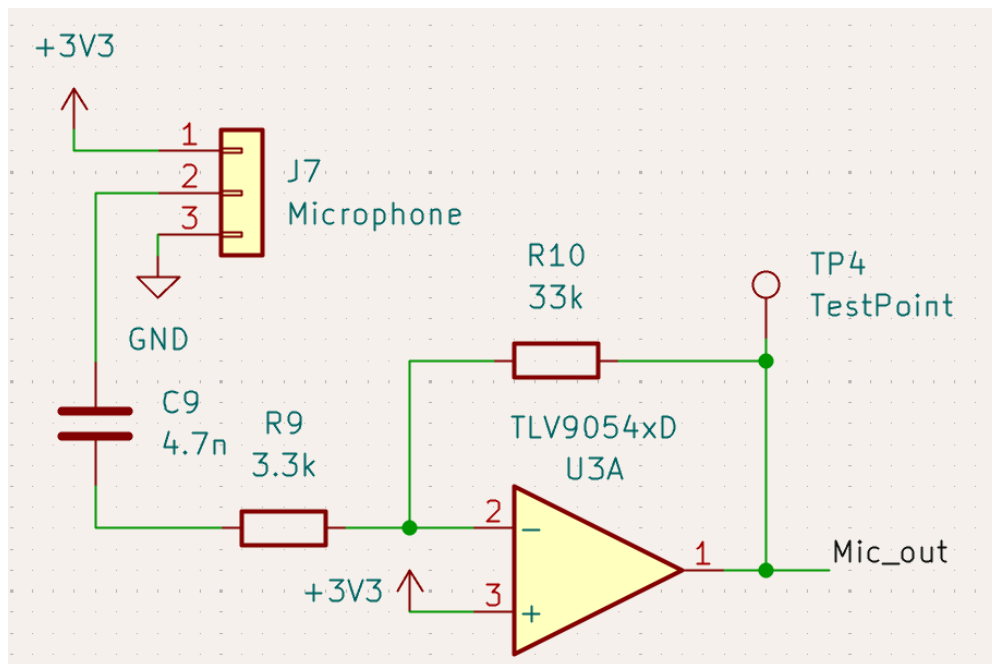 +3V3
1
2
3
J7
Microphone
GND
C9
4.7n
R9
3.3k
R10
33k
TP4
TestPoint
TLV9054xD
U3A
2
−
+3V3
3
+
1
Mic_out